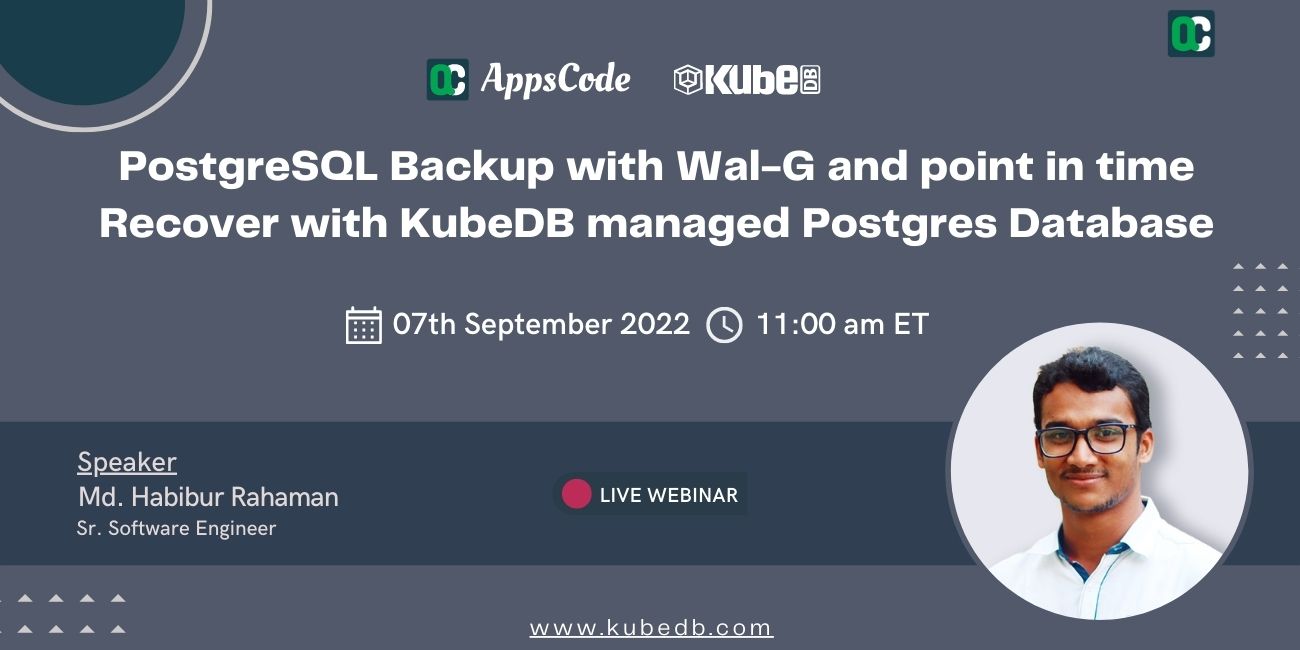 AppsCode KubeDB
PostgreSQL Backup with Wal-G and point in time
Recover with KubeDB managed Postgres Database
07th September 2022 11:00 am ET
Speaker
Md. Habibur Rahaman
Sr. Software Engineer
LIVE WEBINAR
www.kubedb.com